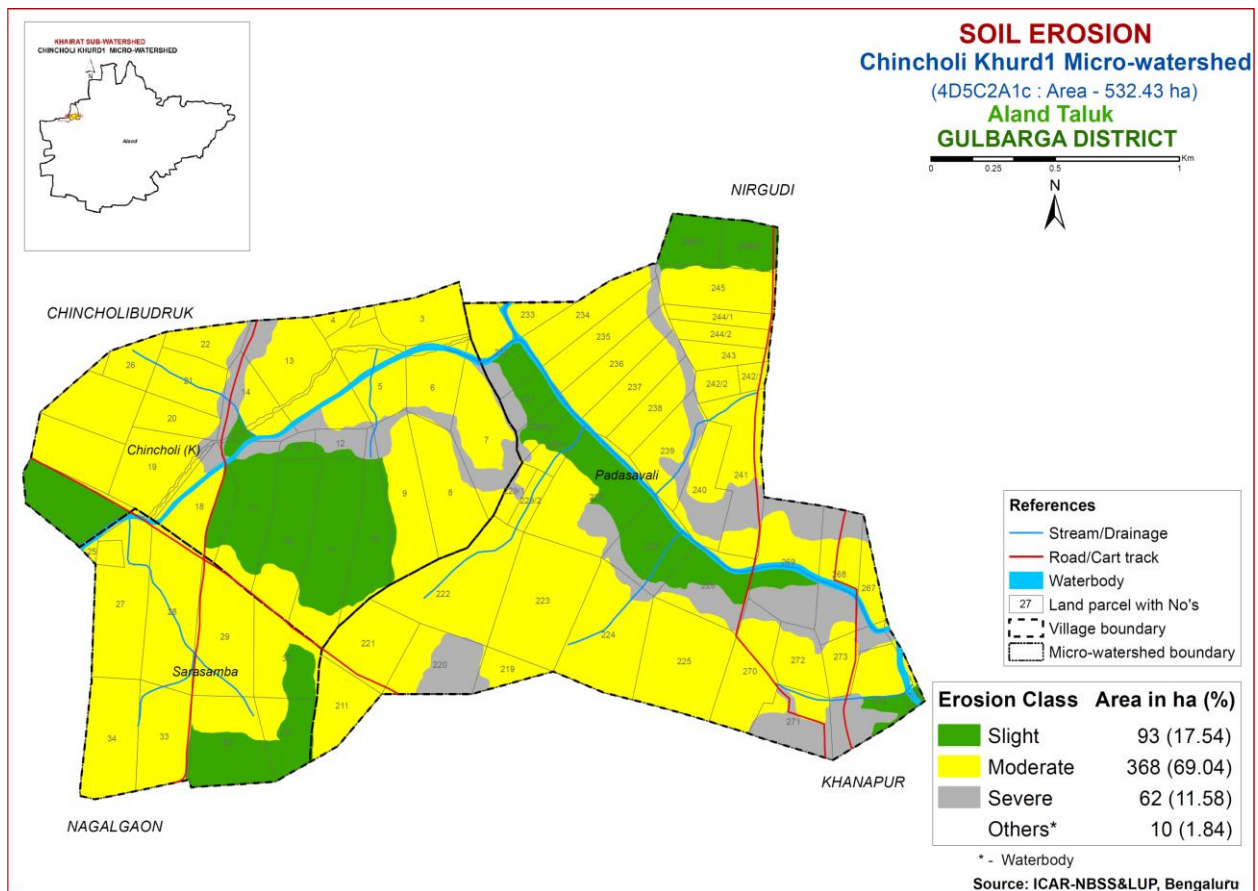 KHAIRAT SUB-WATERSHED
CHINCHOLI KHURD1 MICRO-WATERSHED
Aland
SOIL EROSION
Chincholi Khurd1 Micro-watershed
(4D5C2A1c : Area - 532.43 ha)
Aland Taluk
GULBARGA DISTRICT
Km
0 0.25 0.5 1
N
NIRGUDI
CHINCHOLIBUDRUK
245
244/1
244/2
243
242/2
242/
233
234
235
236
237
238
239
240
241
3
4
22
13
26
21
14
5
6
20
12
7
Chincholi (K)
19
Padasavali
18
9
8
229/2
25
222
223
224
225
269
268
267
27
28
29
221
220
219
270
272
273
Sarasamba
211
271
34
33
KHANAPUR
NAGALGAON
References
Stream/Drainage
Road/Cart track
Waterbody
27 Land parcel with No's
Village boundary
Micro-watershed boundary
Erosion Class Area in ha (%)
Slight 93 (17.54)
Moderate 368 (69.04)
Severe 62 (11.58)
Others* 10 (1.84)
* - Waterbody
Source: ICAR-NBSS&LUP, Bengaluru